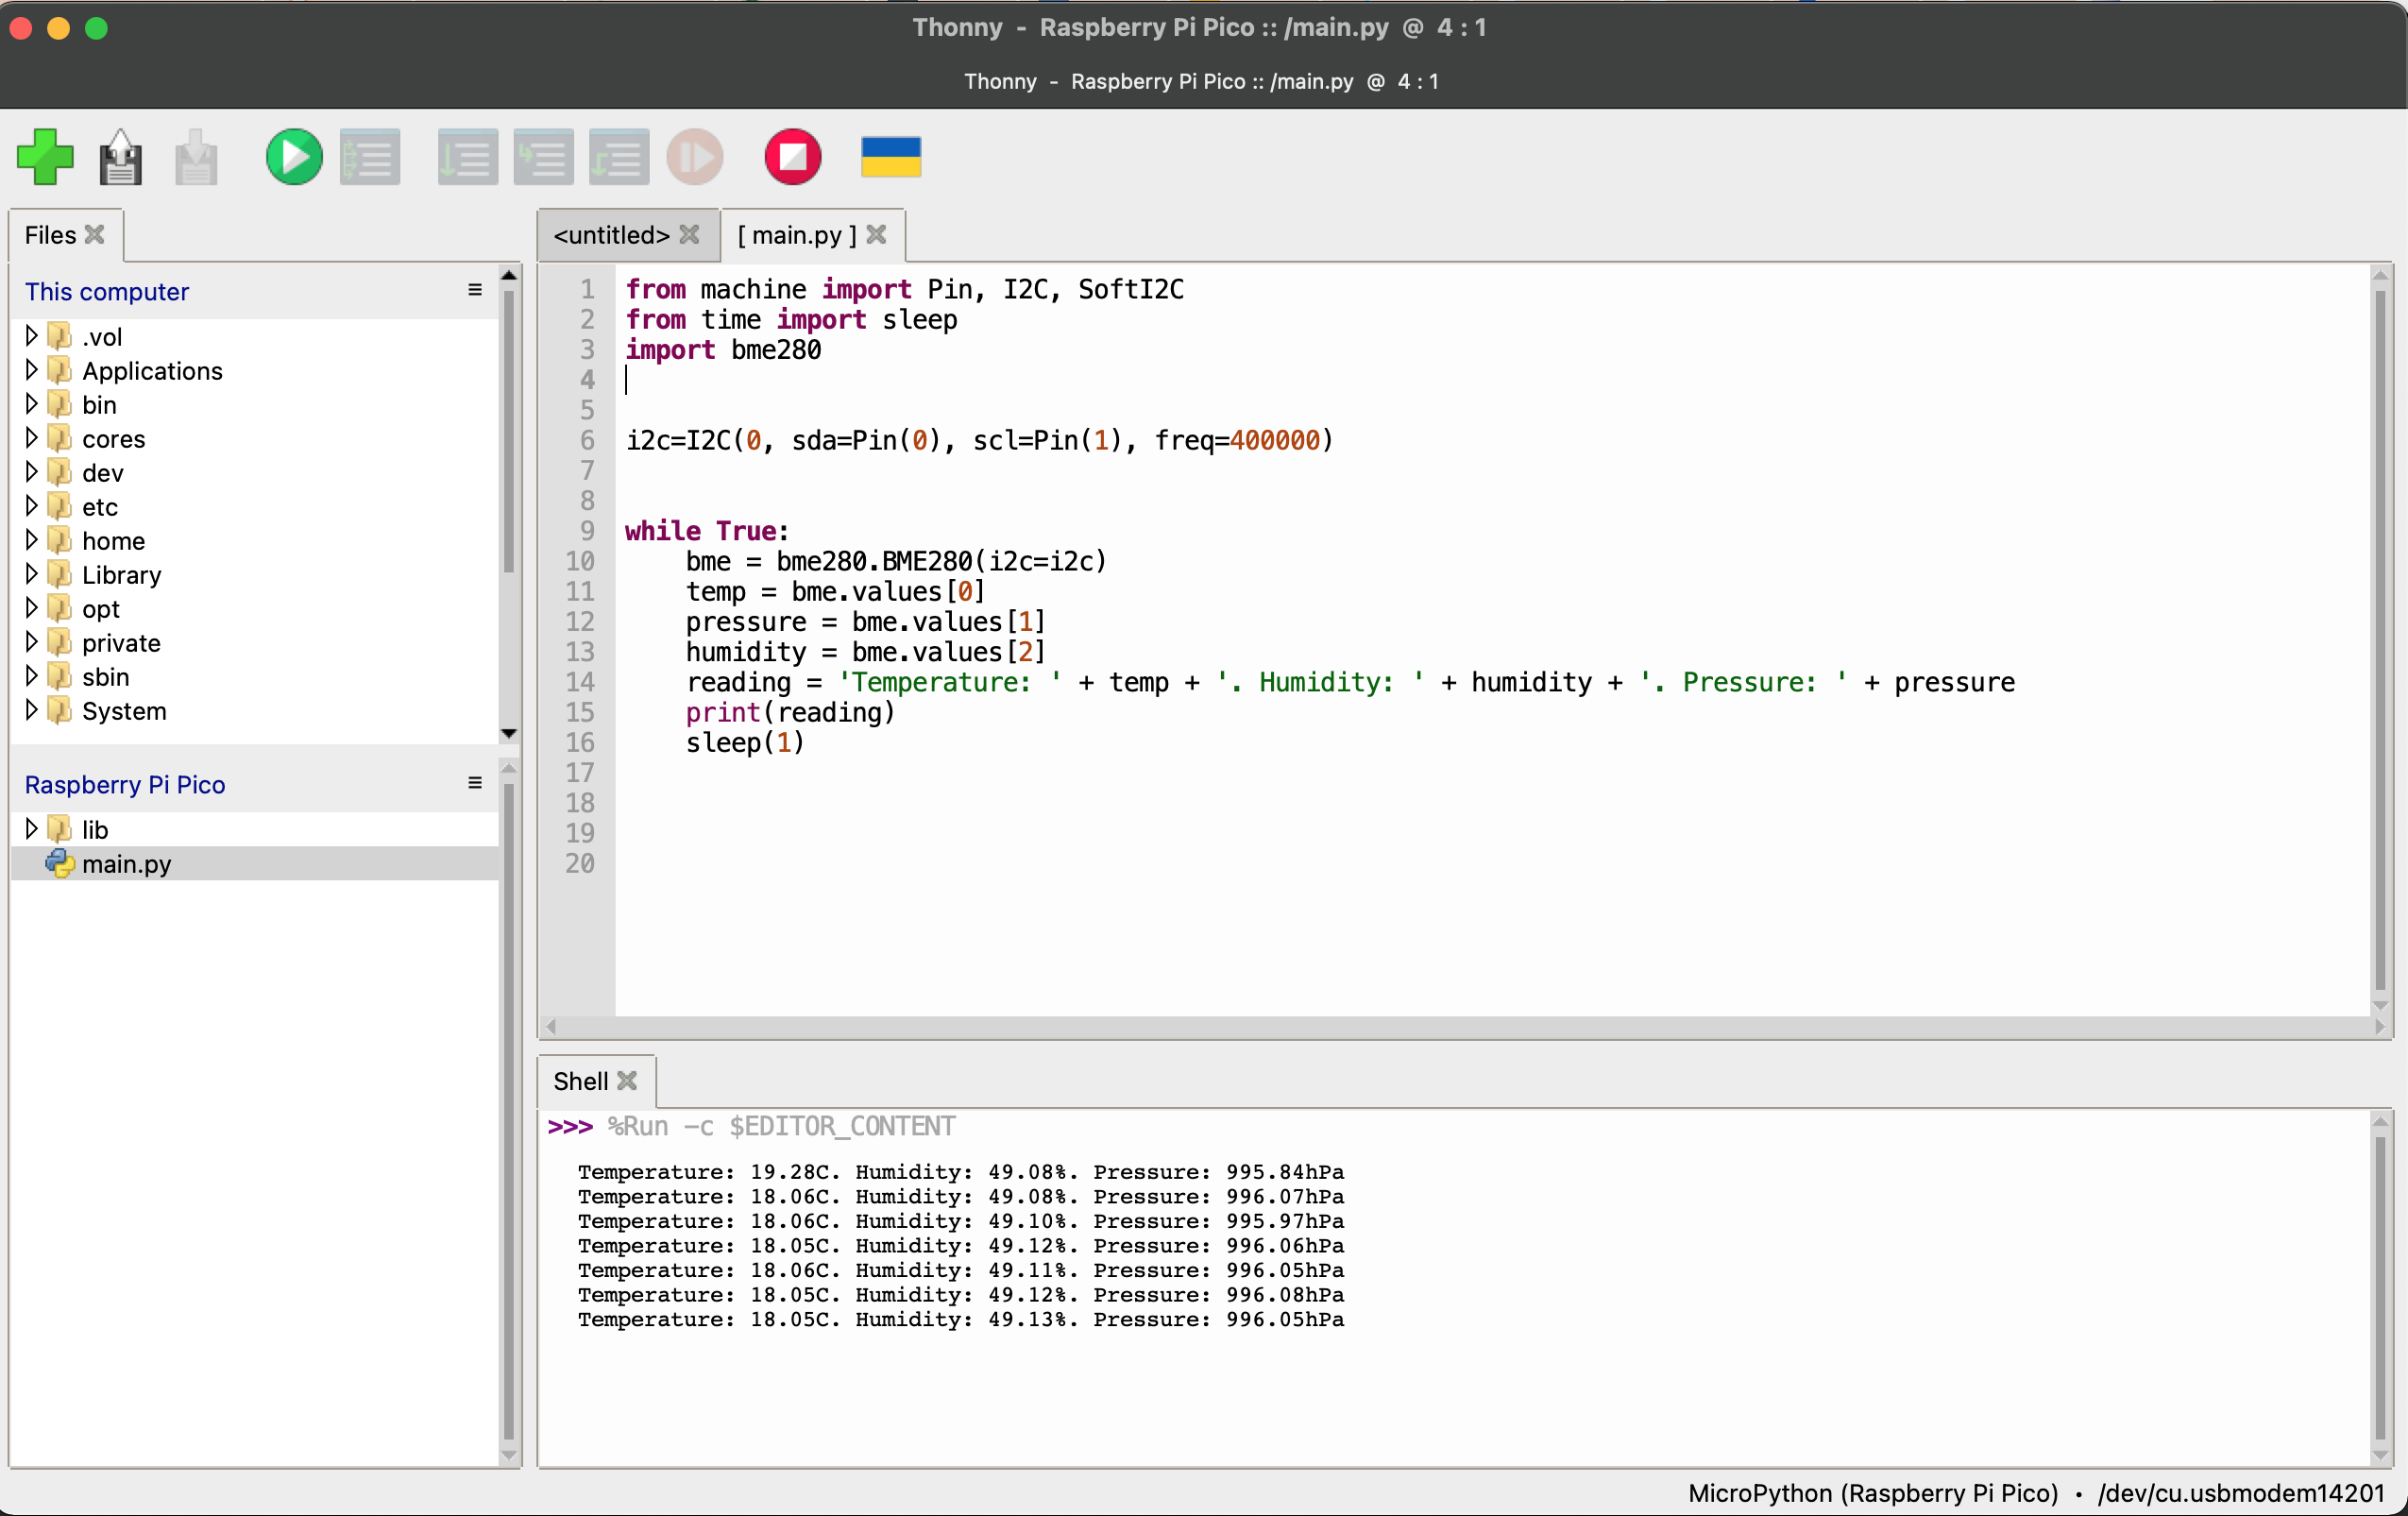 Thonny - Raspberry Pi Pico :: /main.py @ 4 : 1
Thonny - Raspberry Pi Pico :: /main.py @ 4 : 1
Files
This computer
.vol
Applications
bin
cores
dev
etc
home
Library
opt
private
sbin
System
Raspberry Pi Pico
lib
main.py
<untitled>
[ main.py ]
1 from machine import Pin, I2C, SoftI2C
2 from time import sleep
3 import bme280
4
5
6 i2c=I2C(0, sda=Pin(0), scl=Pin(1), freq=400000)
7
8
9 while True:
10     bme = bme280.BME280(i2c=i2c)
11     temp = bme.values[0]
12     pressure = bme.values[1]
13     humidity = bme.values[2]
14     reading = 'Temperature: ' + temp + '. Humidity: ' + humidity + '. Pressure: ' + pressure
15     print(reading)
16     sleep(1)
17
18
19
20
Shell
>>> %Run -c $EDITOR_CONTENT
Temperature: 19.28C. Humidity: 49.08%. Pressure: 995.84hPa
Temperature: 18.06C. Humidity: 49.08%. Pressure: 996.07hPa
Temperature: 18.06C. Humidity: 49.10%. Pressure: 995.97hPa
Temperature: 18.05C. Humidity: 49.12%. Pressure: 996.06hPa
Temperature: 18.06C. Humidity: 49.11%. Pressure: 996.05hPa
Temperature: 18.05C. Humidity: 49.12%. Pressure: 996.08hPa
Temperature: 18.05C. Humidity: 49.13%. Pressure: 996.05hPa
MicroPython (Raspberry Pi Pico) • /dev/cu.usbmodem14201